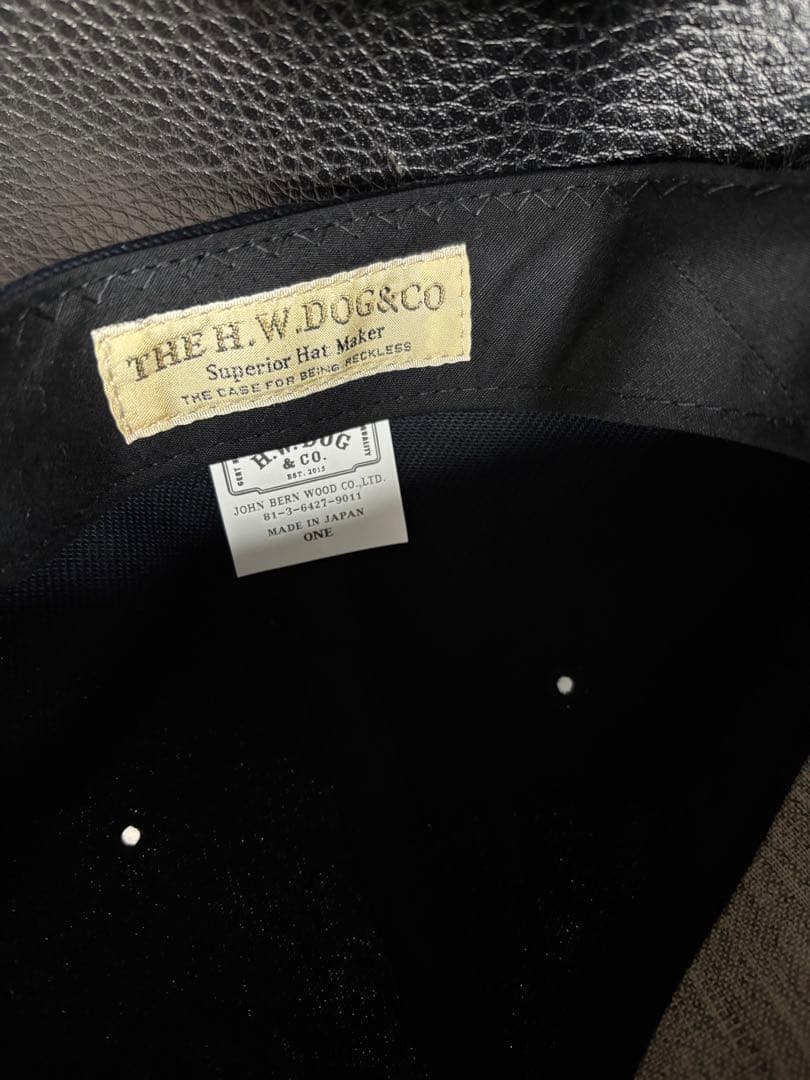 THE H.W.DOG&CO
Superior Hat Maker
THE CASE FOR BEING RECKLESS
H.W.DOG
& CO.
EST. 2015
JOHN BERN WOOD CO.,LTD.
81-3-6427-9011
MADE IN JAPAN
ONE